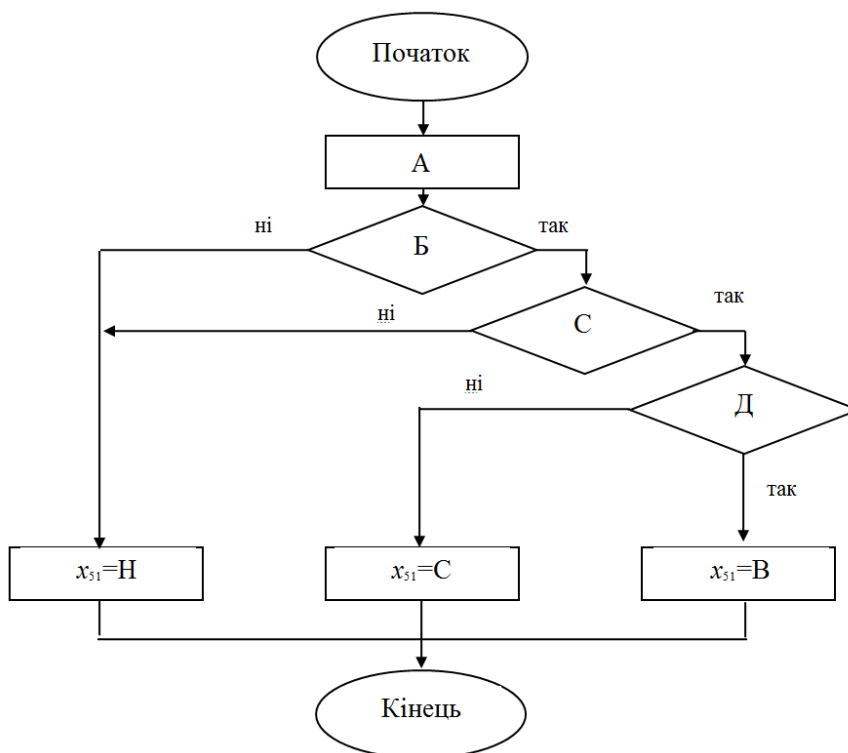 Початок
А
ні
Б
так
ні
С
так
ні
Д
так
x₅₁=Н
x₅₁=С
x₅₁=В
Кінець